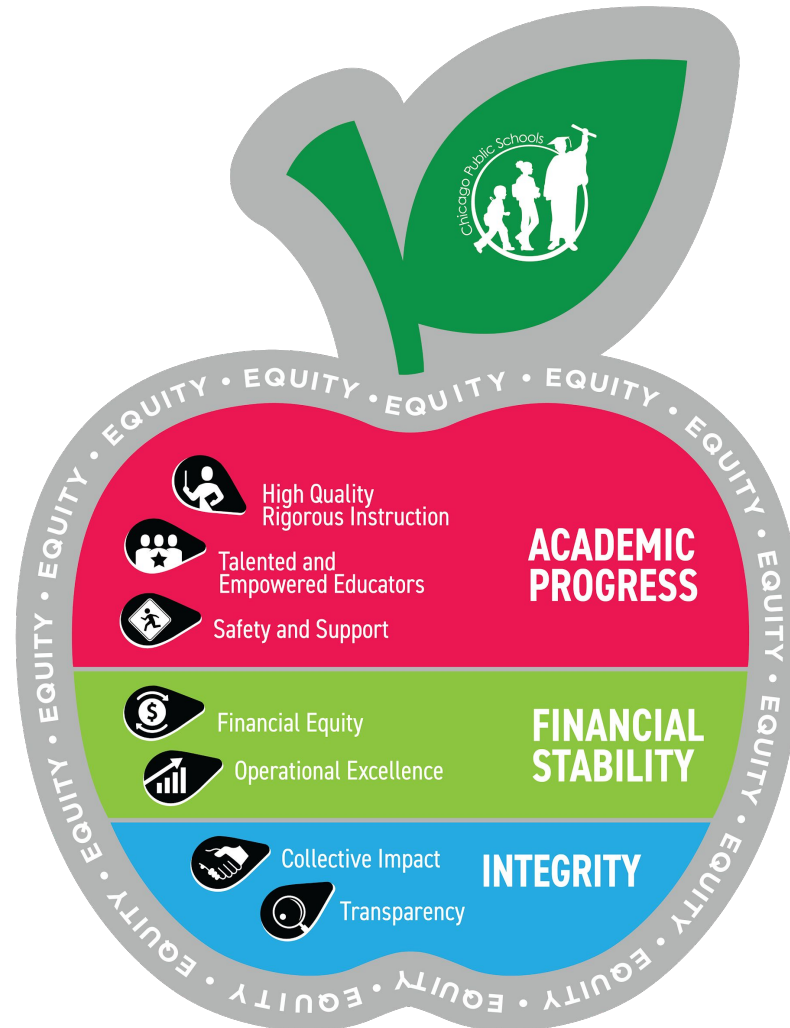 Chicago Public Schools
EQUITY • EQUITY • EQUITY • EQUITY • EQUITY • EQUITY • EQUITY • EQUITY • EQUITY • EQUITY • EQUITY • EQUITY • EQUITY • EQUITY • EQUITY •
High Quality
Rigorous Instruction
Talented and
Empowered Educators
Safety and Support
ACADEMIC
PROGRESS
$
Financial Equity
Operational Excellence
FINANCIAL
STABILITY
Collective Impact
Transparency
INTEGRITY